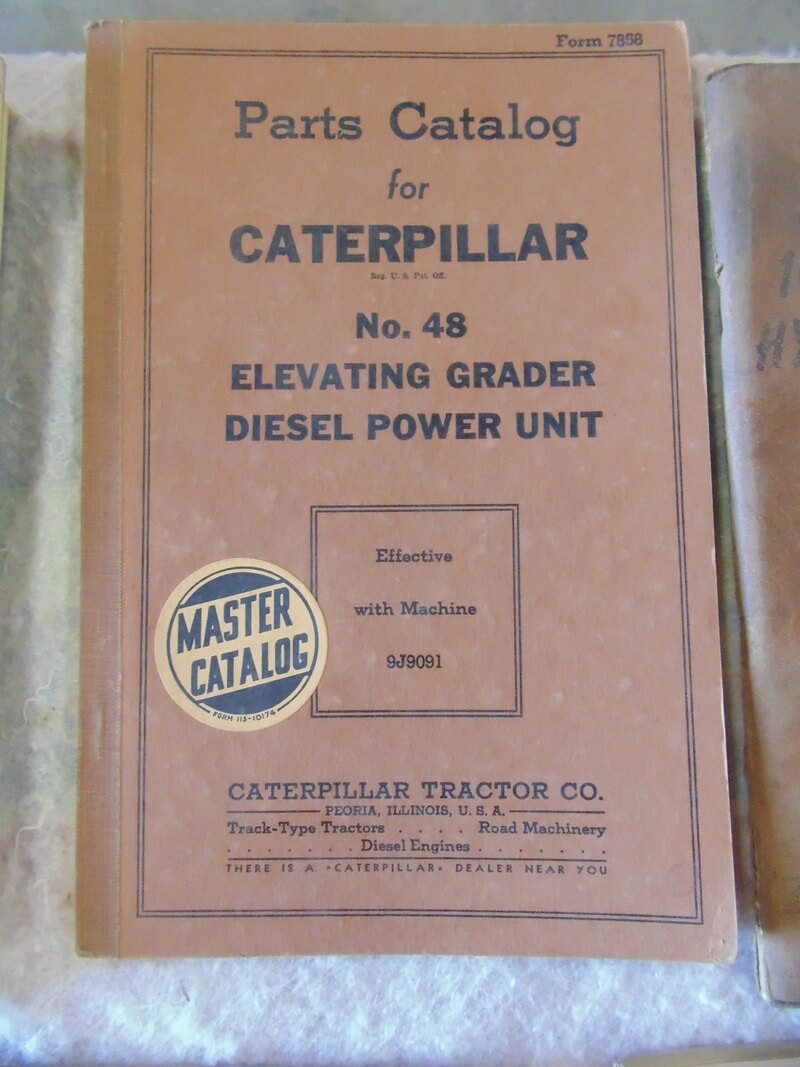 Form 7858
Parts Catalog
for
CATERPILLAR
Reg. U. S. Pat. Off.
No. 48
ELEVATING GRADER
DIESEL POWER UNIT
Effective
with Machine
9J9091
MASTER
CATALOG
FORM 115-10174
CATERPILLAR TRACTOR CO.
PEORIA, ILLINOIS, U. S. A.
Track-Type Tractors . . . . Road Machinery
. . . . . . . Diesel Engines . . . . . . .
THERE IS A "CATERPILLAR" DEALER NEAR YOU